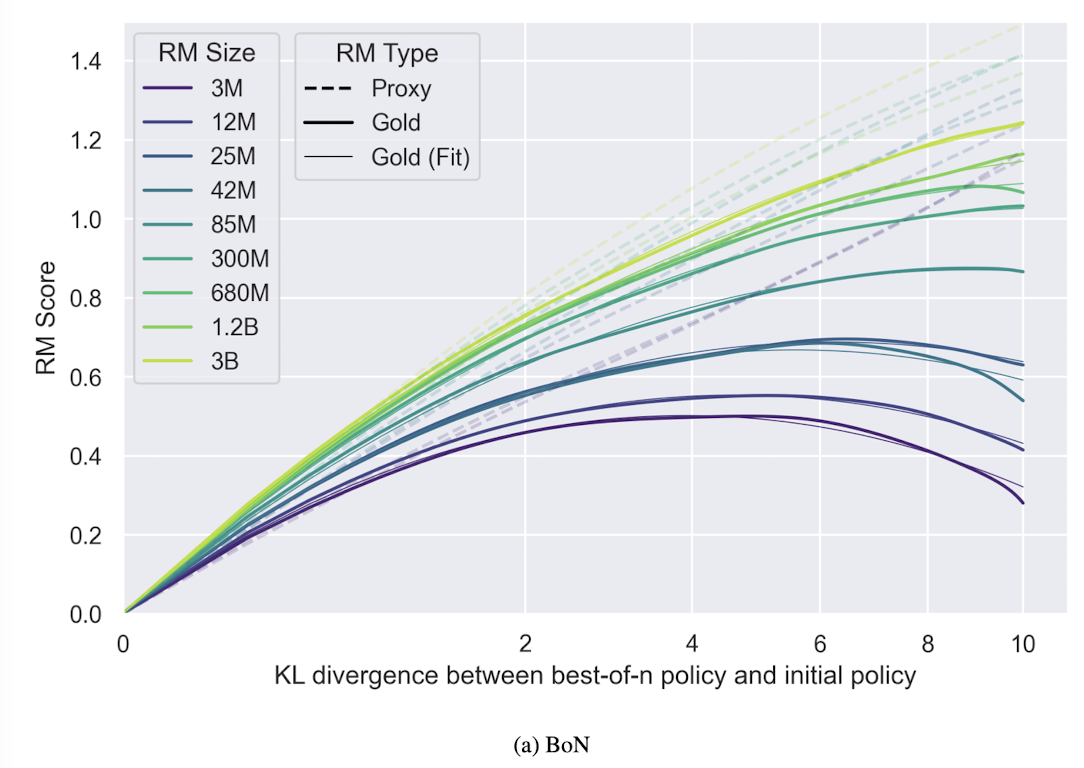 RM Size
3M
12M
25M
42M
85M
300M
680M
1.2B
3B
RM Type
Proxy
Gold
Gold (Fit)
RM Score
1.4
1.2
1.0
0.8
0.6
0.4
0.2
0.0
0 2 4 6 8 10
KL divergence between best-of-n policy and initial policy
(a) BoN